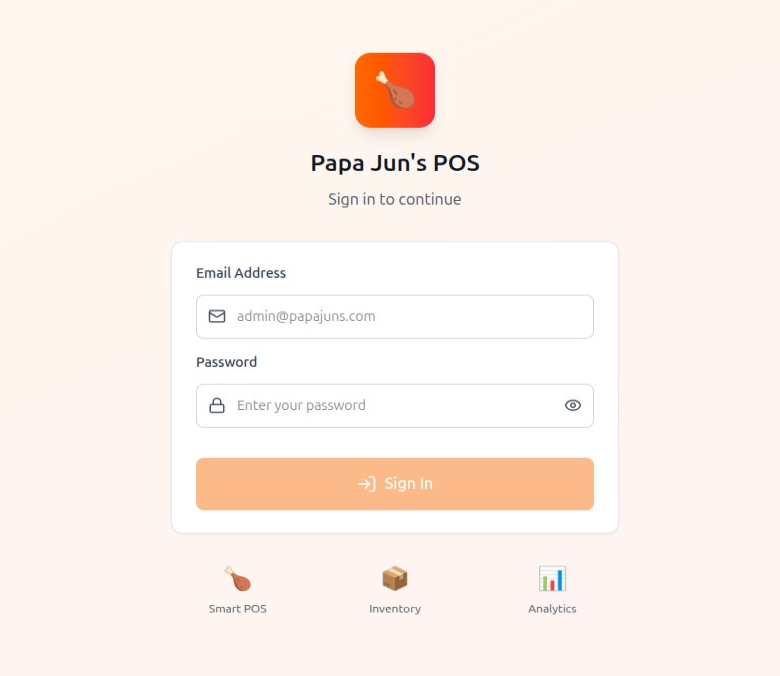 Papa Jun's POS
Sign in to continue
Email Address
admin@papajuns.com
Password
Enter your password
Sign In
Smart POS
Inventory
Analytics